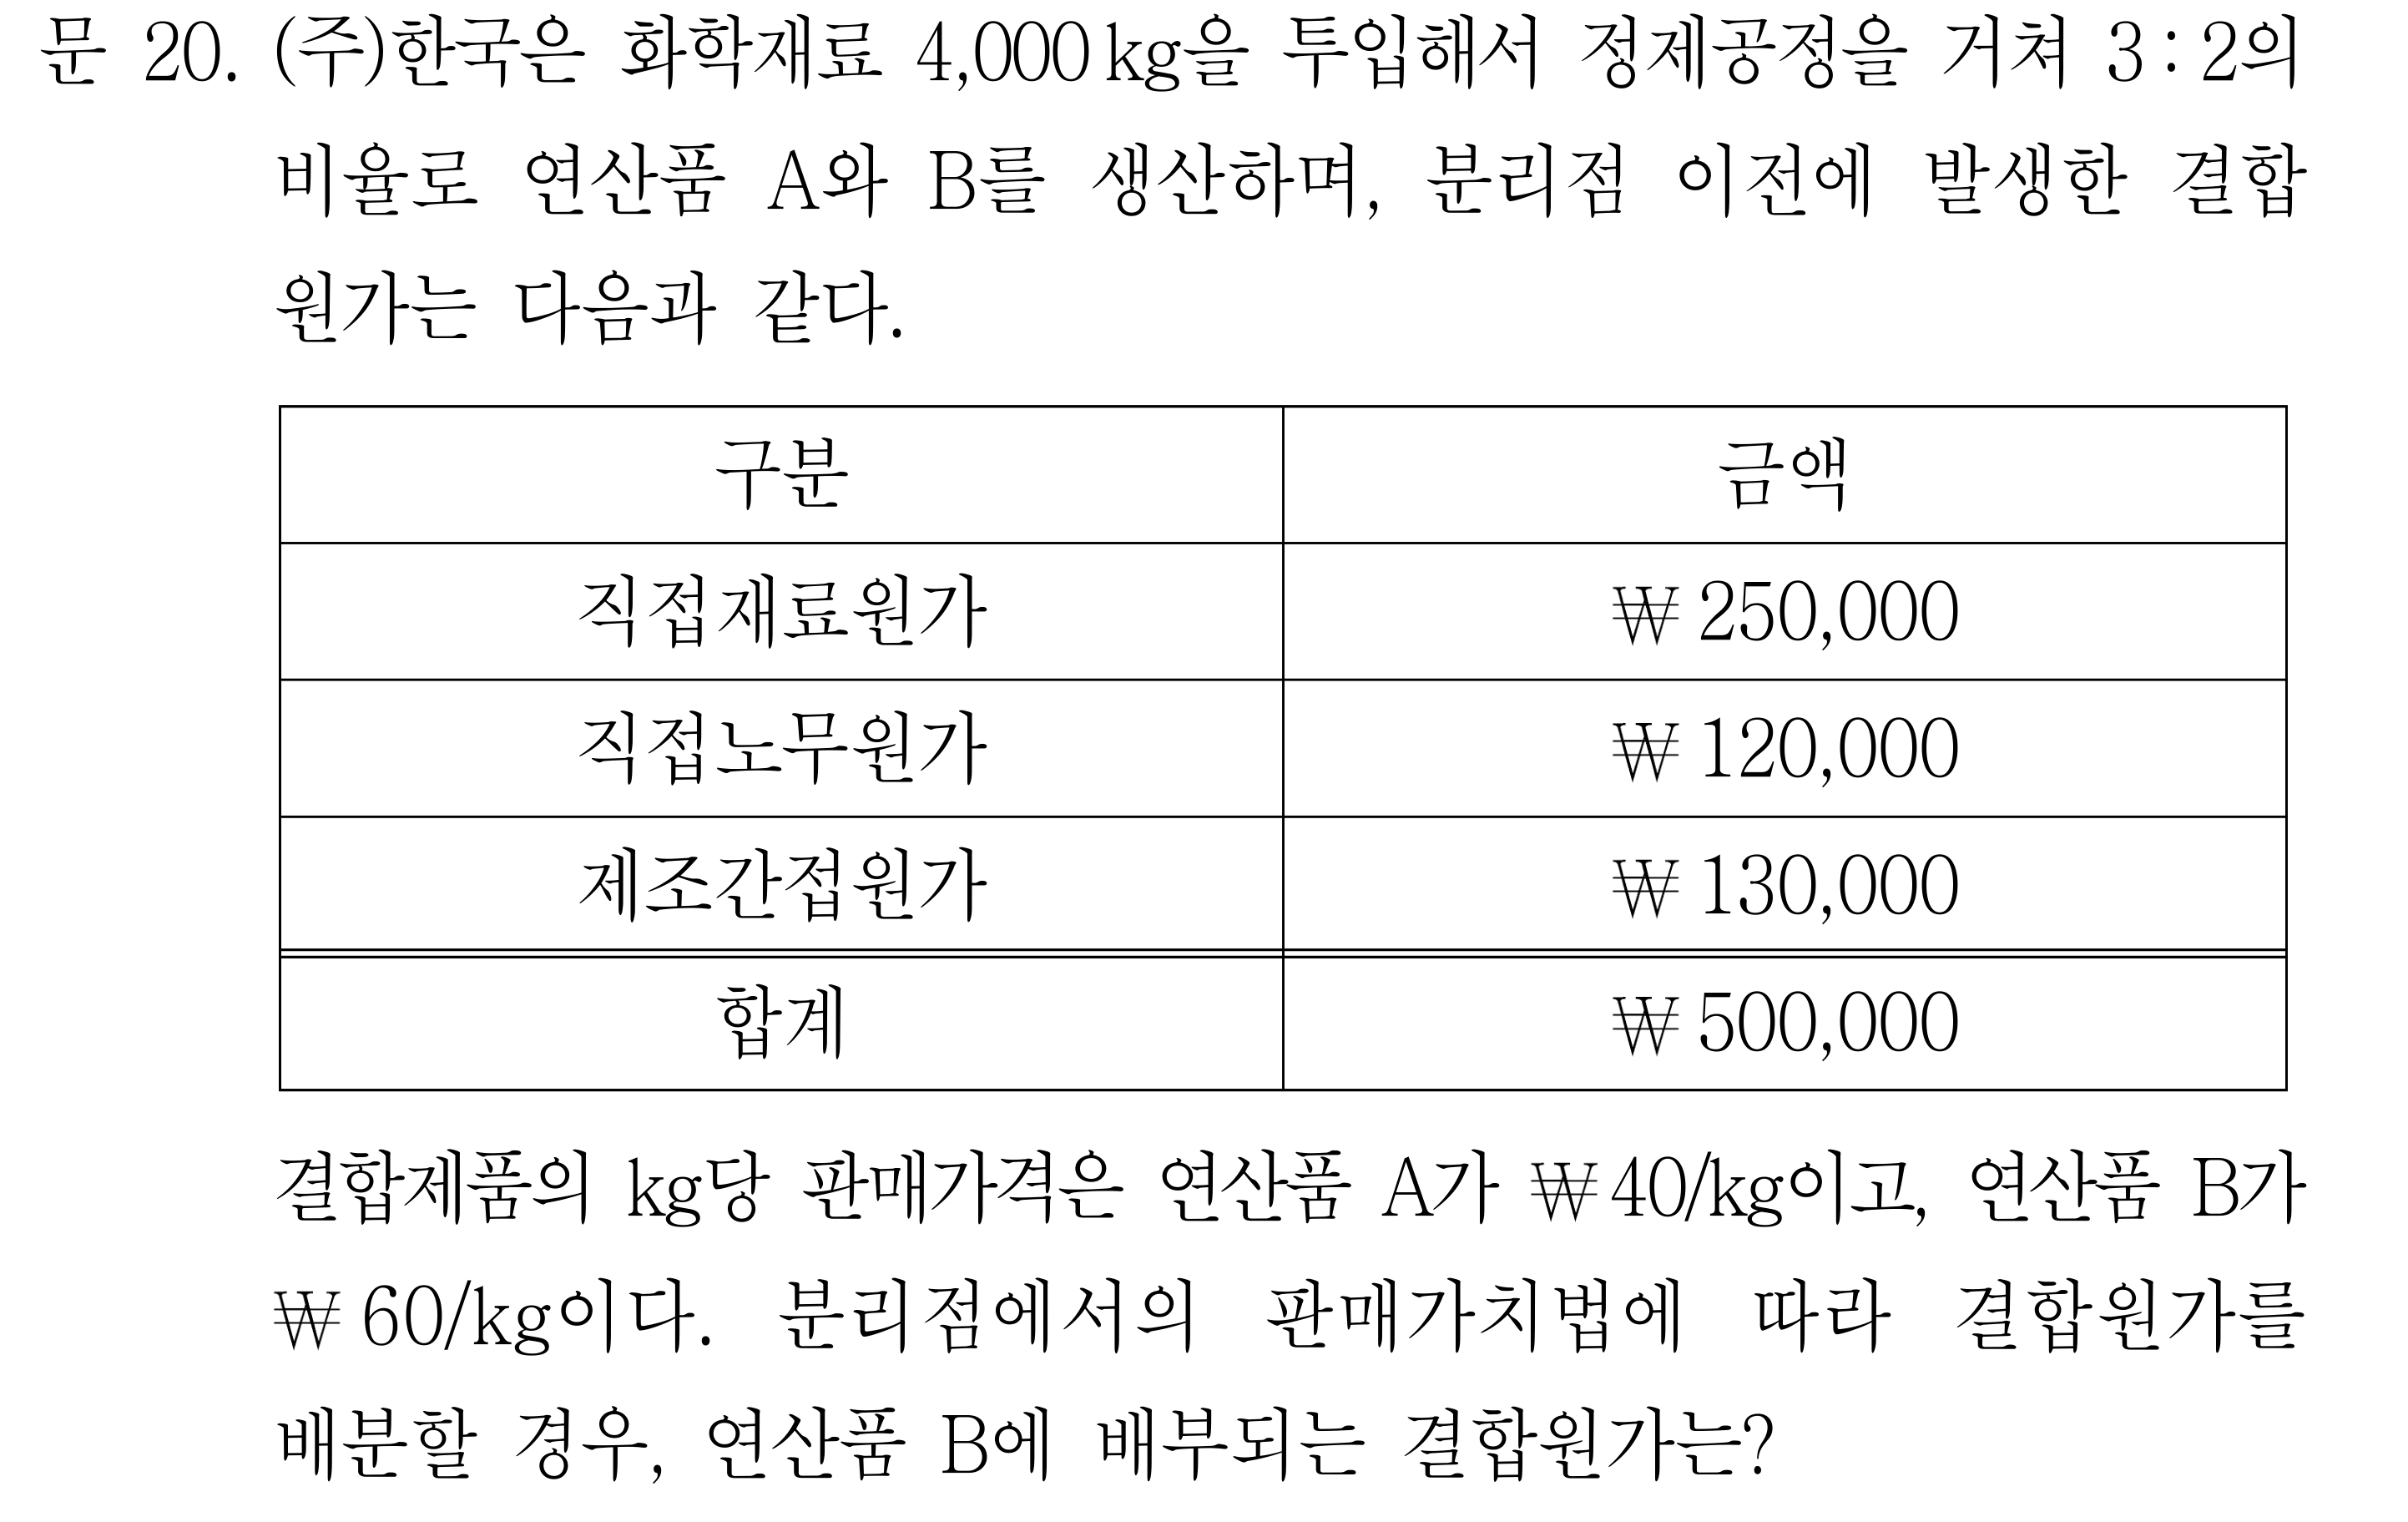 문 20. (주)한국은 화학재료 4,000 kg을 투입해서 정제공정을 거쳐 3 : 2의
비율로 연산품 A와 B를 생산하며, 분리점 이전에 발생한 결합
원가는 다음과 같다.
구분 금액
직접재료원가 ₩ 250,000
직접노무원가 ₩ 120,000
제조간접원가 ₩ 130,000
합계 ₩ 500,000
결합제품의 kg당 판매가격은 연산품 A가 ₩40/kg이고, 연산품 B가
₩ 60/kg이다. 분리점에서의 판매가치법에 따라 결합원가를
배분할 경우, 연산품 B에 배부되는 결합원가는?